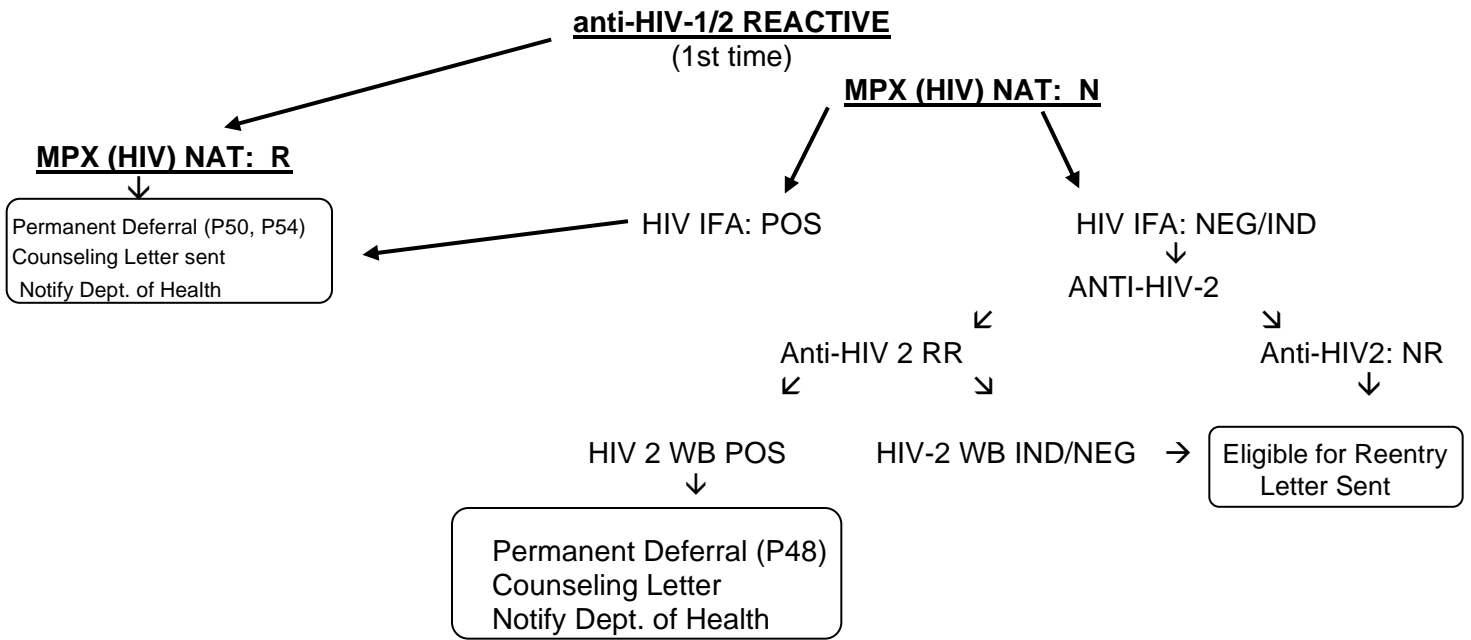 anti-HIV-1/2 REACTIVE
(1st time)
MPX (HIV) NAT:  N
MPX (HIV) NAT:  R
Permanent Deferral (P50, P54)
Counseling Letter sent
Notify Dept. of Health
HIV IFA: POS
HIV IFA: NEG/IND
ANTI-HIV-2
Anti-HIV 2 RR
Anti-HIV2: NR
HIV 2 WB POS
HIV-2 WB IND/NEG
Eligible for Reentry
Letter Sent
Permanent Deferral (P48)
Counseling Letter
Notify Dept. of Health